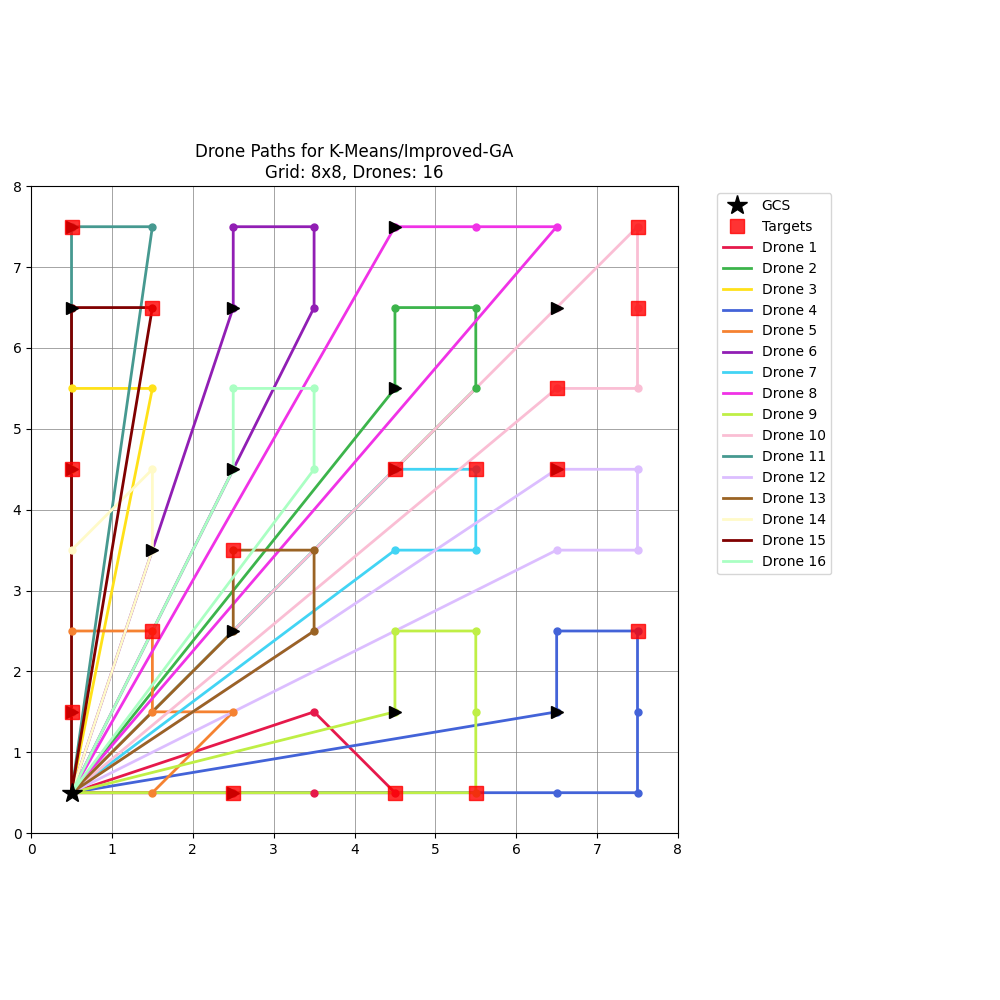 Drone Paths for K-Means/Improved-GA
Grid: 8x8, Drones: 16
8
7
6
5
4
3
2
1
0
0 1 2 3 4 5 6 7 8
GCS
Targets
Drone 1
Drone 2
Drone 3
Drone 4
Drone 5
Drone 6
Drone 7
Drone 8
Drone 9
Drone 10
Drone 11
Drone 12
Drone 13
Drone 14
Drone 15
Drone 16